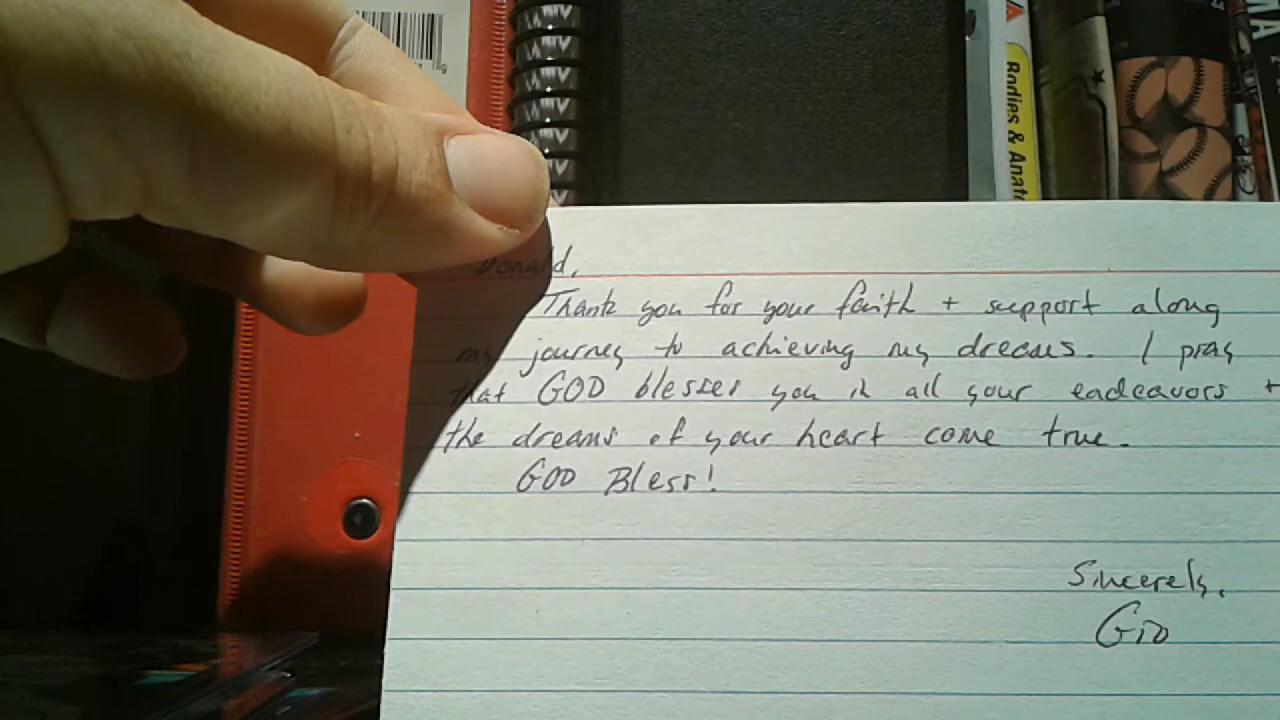 Donald,
Thank you for your faith + support along
my journey to achieving my dreams. I pray
that GOD blesses you in all your endeavors +
the dreams of your heart come true.
GOD Bless!
Sincerely,
Gio
Bodies & Anat